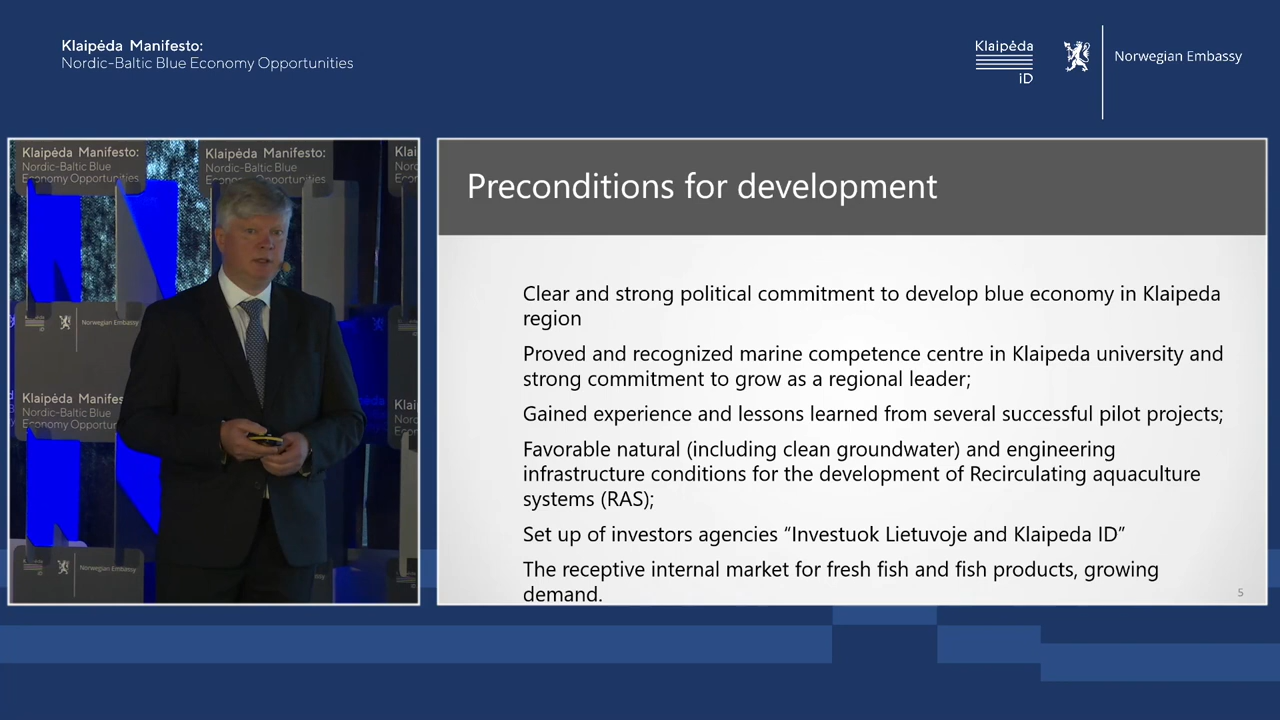 Klaipėda Manifesto:
Nordic-Baltic Blue Economy Opportunities
Klaipėda
iD
Norwegian Embassy
Klaipėda Manifesto:
Nordic-Baltic Blue
Economy Opportunities
Klaipėda Manifesto:
Nordic-Baltic Blue
Economy Opportunities
Klai
Nord
Econ
Norwegian Embassy
Klaipėda Manifes
Nordic-Baltic Blue
Economy Opportun
Klai
Nord
Econ
Norwegian Embassy
Preconditions for development
Clear and strong political commitment to develop blue economy in Klaipeda
region
Proved and recognized marine competence centre in Klaipeda university and
strong commitment to grow as a regional leader;
Gained experience and lessons learned from several successful pilot projects;
Favorable natural (including clean groundwater) and engineering
infrastructure conditions for the development of Recirculating aquaculture
systems (RAS);
Set up of investors agencies “Investuok Lietuvoje and Klaipeda ID”
The receptive internal market for fresh fish and fish products, growing
demand.
5